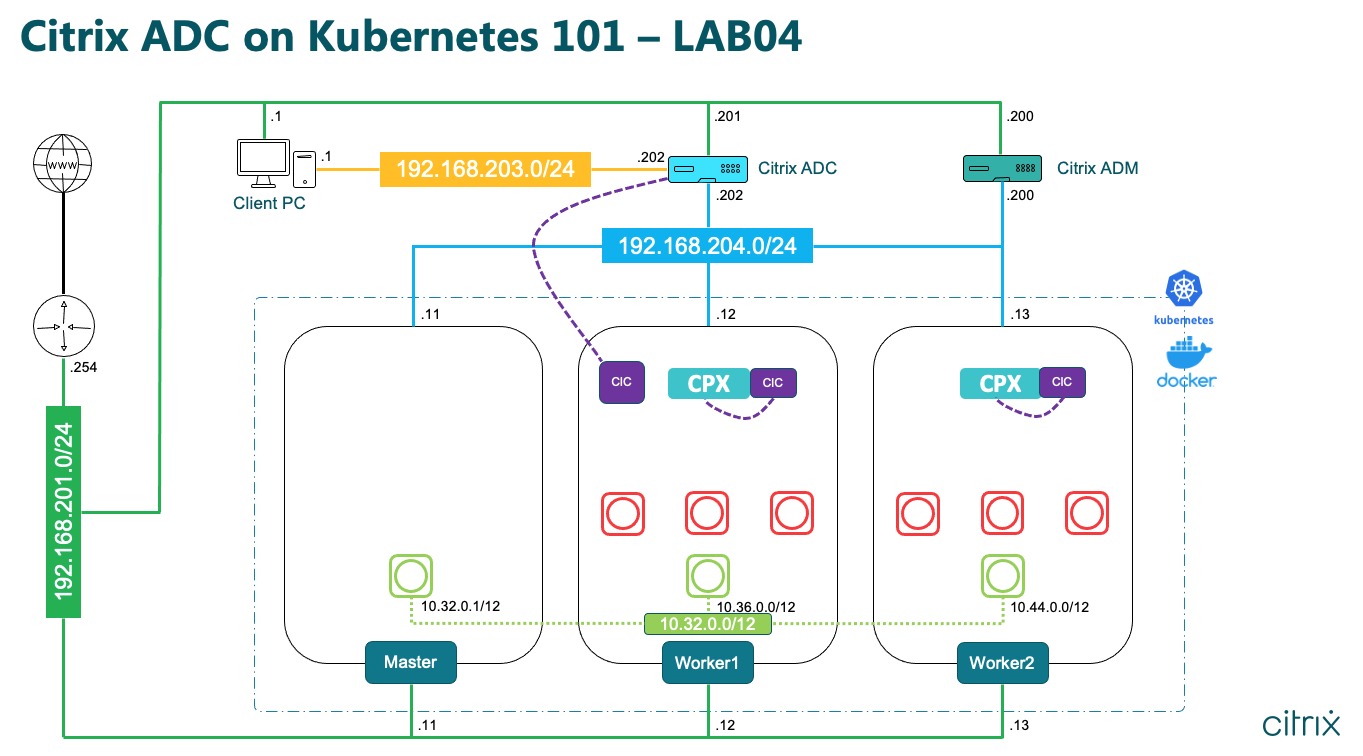 Citrix ADC on Kubernetes 101 – LAB04
.1
.201
.200
WWW
.1
192.168.203.0/24
.202
Citrix ADC
Citrix ADM
Client PC
.202
.200
192.168.204.0/24
.11
.12
.13
kubernetes
docker
.254
CIC
CPX
CIC
CPX
CIC
192.168.201.0/24
10.32.0.1/12
10.36.0.0/12
10.44.0.0/12
10.32.0.0/12
Master
Worker1
Worker2
.11
.12
.13
citrix